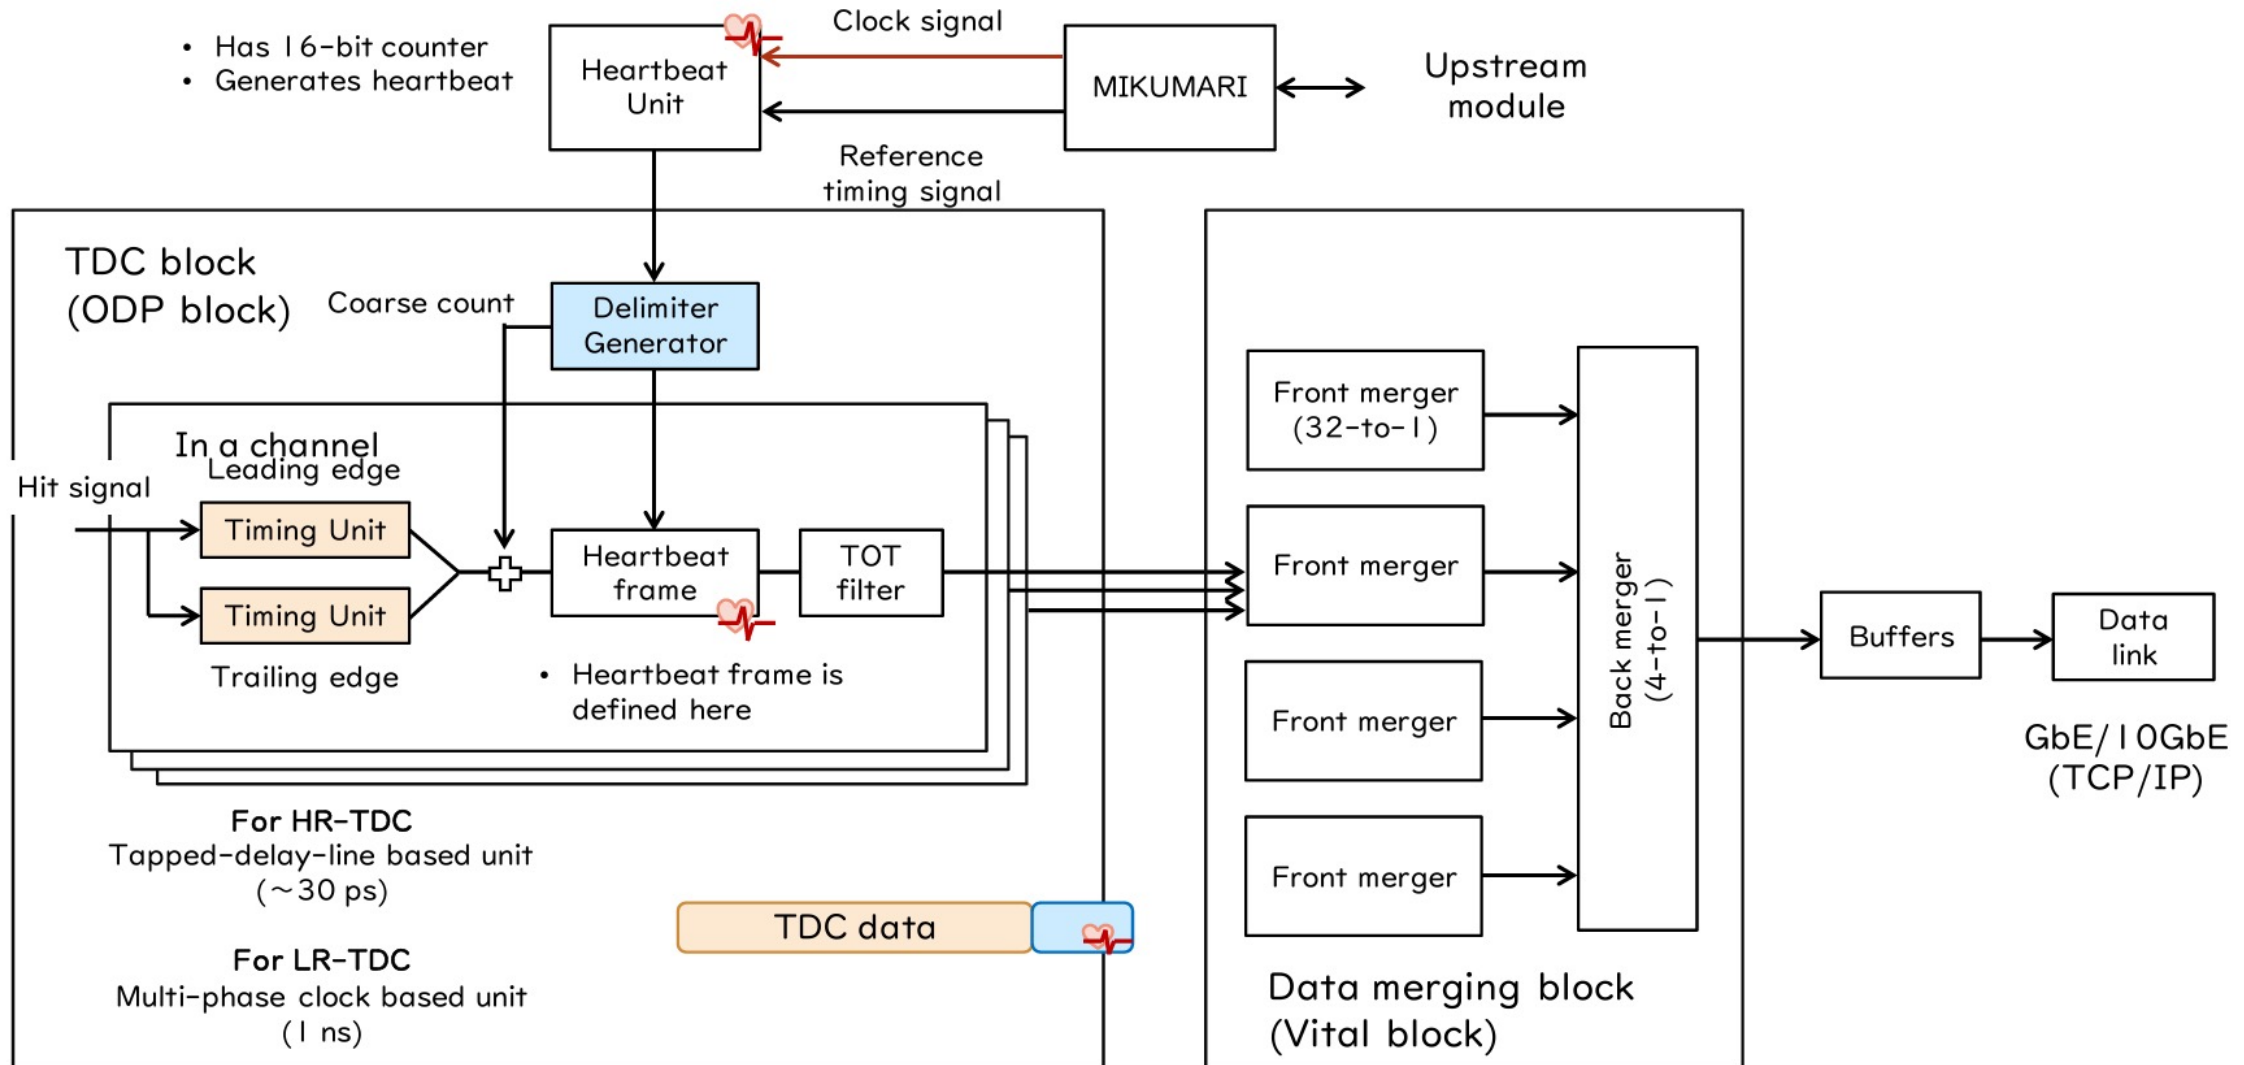 • Has 16-bit counter
• Generates heartbeat
Heartbeat
Unit
Clock signal
MIKUMARI
Upstream
module
Reference
timing signal
TDC block
(ODP block)
Coarse count
Delimiter
Generator
In a channel
Leading edge
Hit signal
Timing Unit
Timing Unit
Trailing edge
Heartbeat
frame
TOT
filter
• Heartbeat frame is
defined here
For HR-TDC
Tapped-delay-line based unit
(~30 ps)
For LR-TDC
Multi-phase clock based unit
(1 ns)
TDC data
Front merger
(32-to-1)
Front merger
Front merger
Front merger
Back merger
(4-to-1)
Data merging block
(Vital block)
Buffers
Data
link
GbE/10GbE
(TCP/IP)